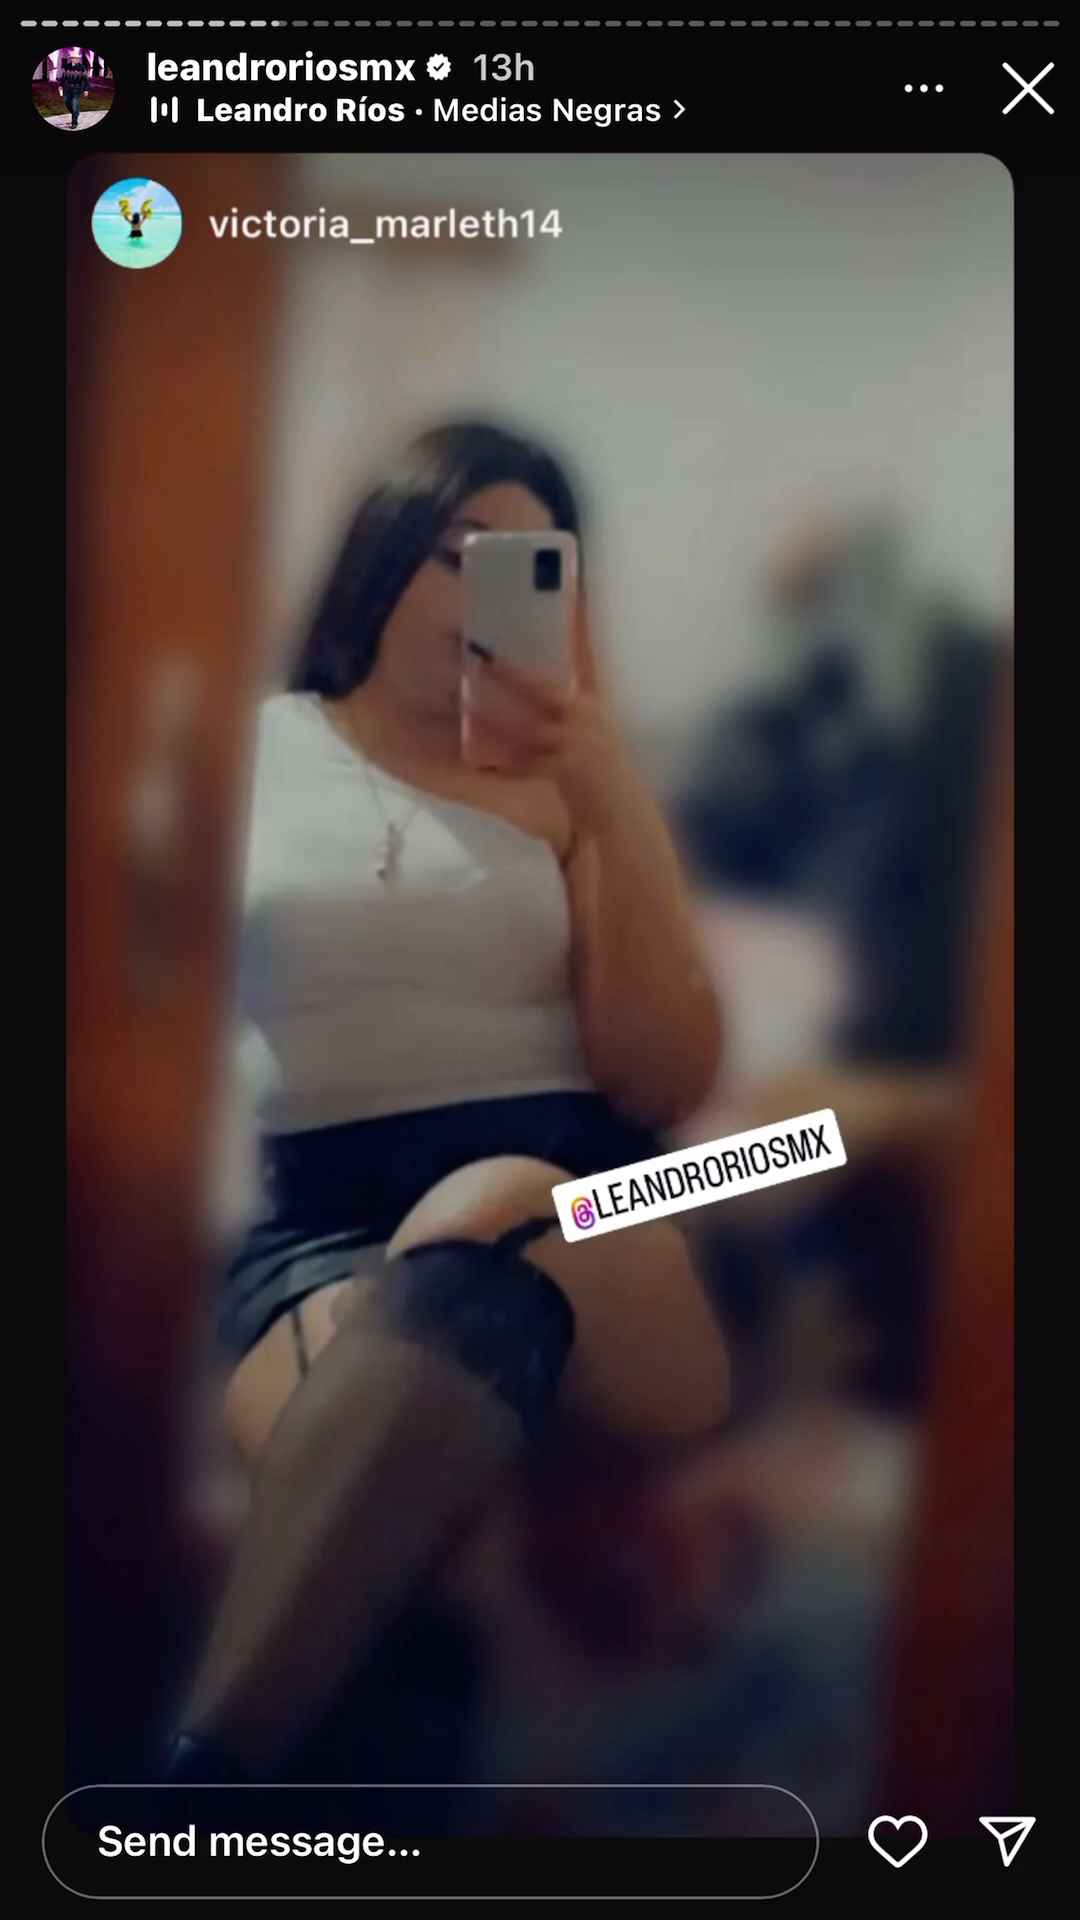 leandroriosmx 13h
Leandro Ríos • Medias Negras >
victoria_marleth14
@LEANDRORIOSMX
Send message...